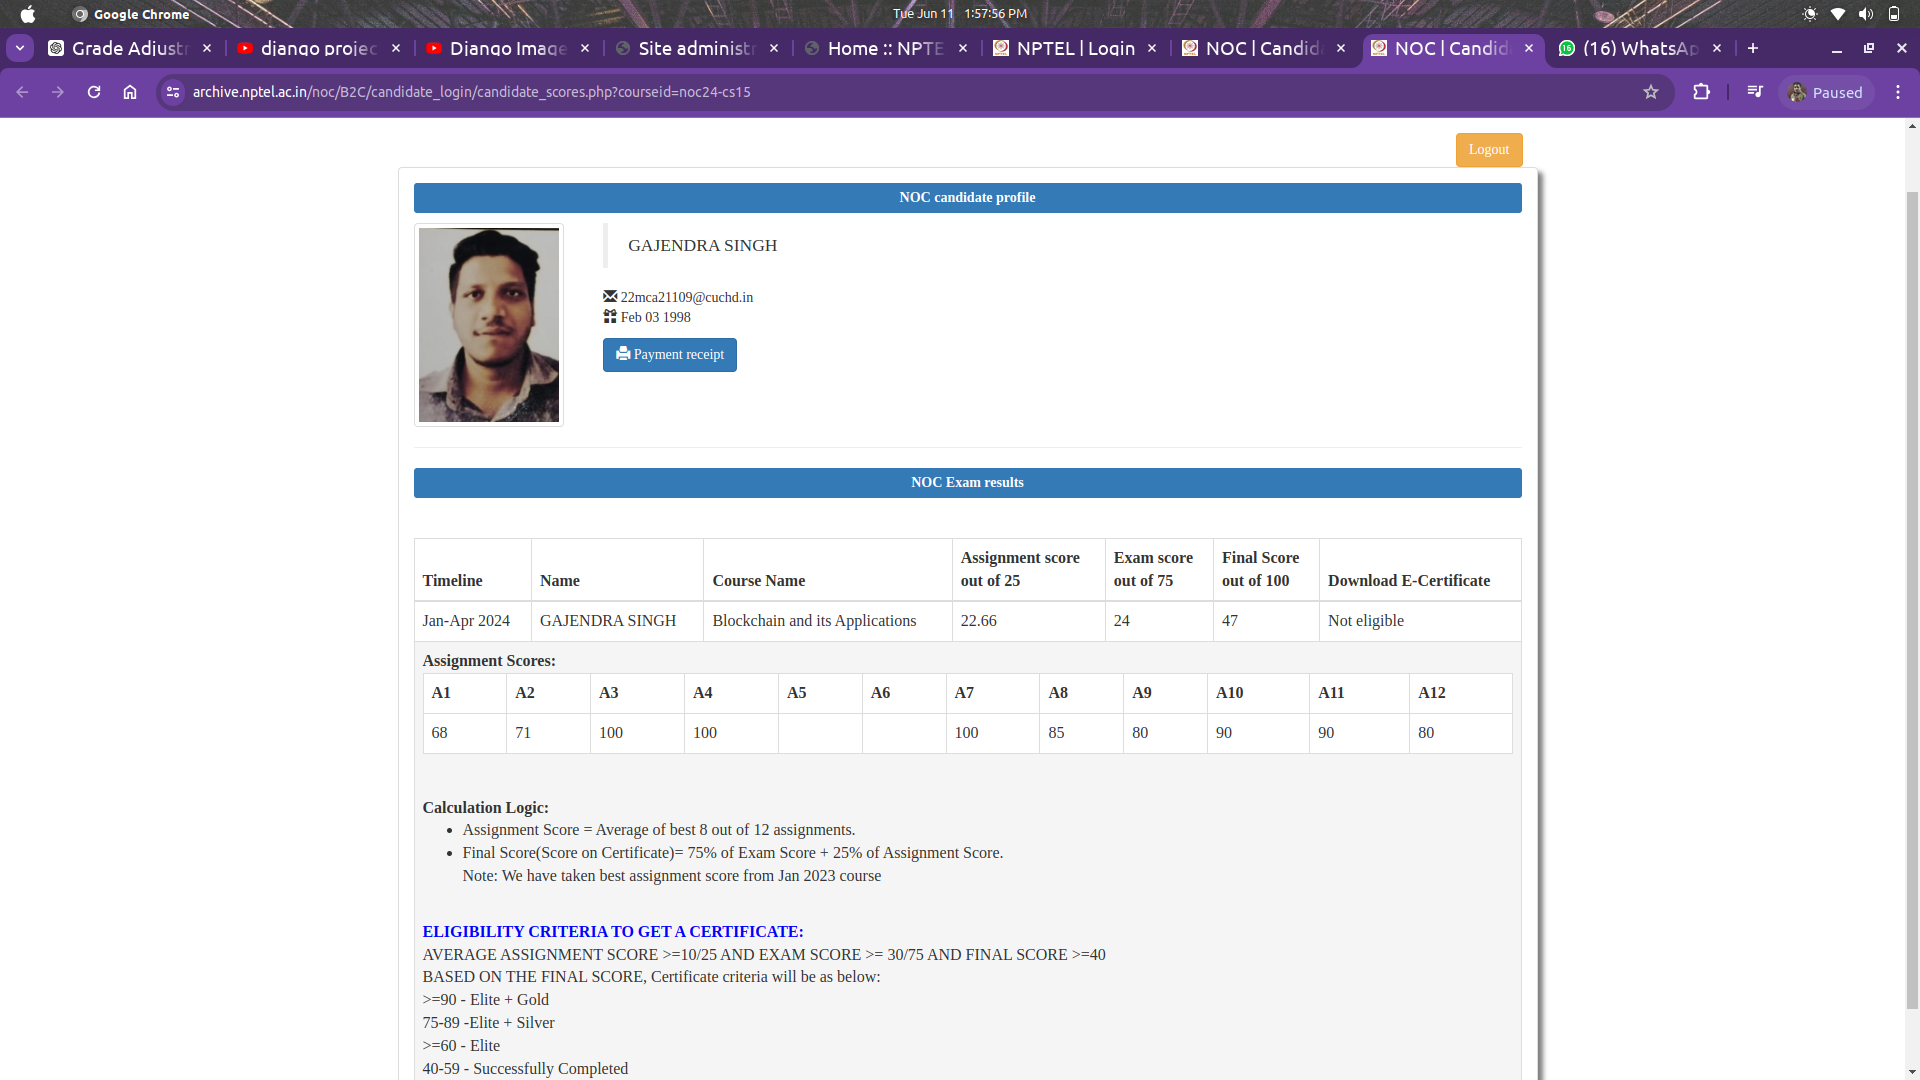 Google Chrome
Tue Jun 11 1:57:56 PM
Grade Adjustr
django projec
Django Image
Site administr
Home :: NPTE
NPTEL | Login
NOC | Candida
NOC | Candid
(16) WhatsAp
archive.nptel.ac.in/noc/B2C/candidate_login/candidate_scores.php?courseid=noc24-cs15
Paused
Logout
NOC candidate profile
GAJENDRA SINGH
22mca21109@cuchd.in
Feb 03 1998
Payment receipt
NOC Exam results
Timeline Name Course Name Assignment score out of 25 Exam score out of 75 Final Score out of 100 Download E-Certificate
Jan-Apr 2024 GAJENDRA SINGH Blockchain and its Applications 22.66 24 47 Not eligible
Assignment Scores:
A1 A2 A3 A4 A5 A6 A7 A8 A9 A10 A11 A12
68 71 100 100 100 85 80 90 90 80
Calculation Logic:
• Assignment Score = Average of best 8 out of 12 assignments.
• Final Score(Score on Certificate)= 75% of Exam Score + 25% of Assignment Score.
Note: We have taken best assignment score from Jan 2023 course
ELIGIBILITY CRITERIA TO GET A CERTIFICATE:
AVERAGE ASSIGNMENT SCORE >=10/25 AND EXAM SCORE >= 30/75 AND FINAL SCORE >=40
BASED ON THE FINAL SCORE, Certificate criteria will be as below:
>=90 - Elite + Gold
75-89 -Elite + Silver
>=60 - Elite
40-59 - Successfully Completed